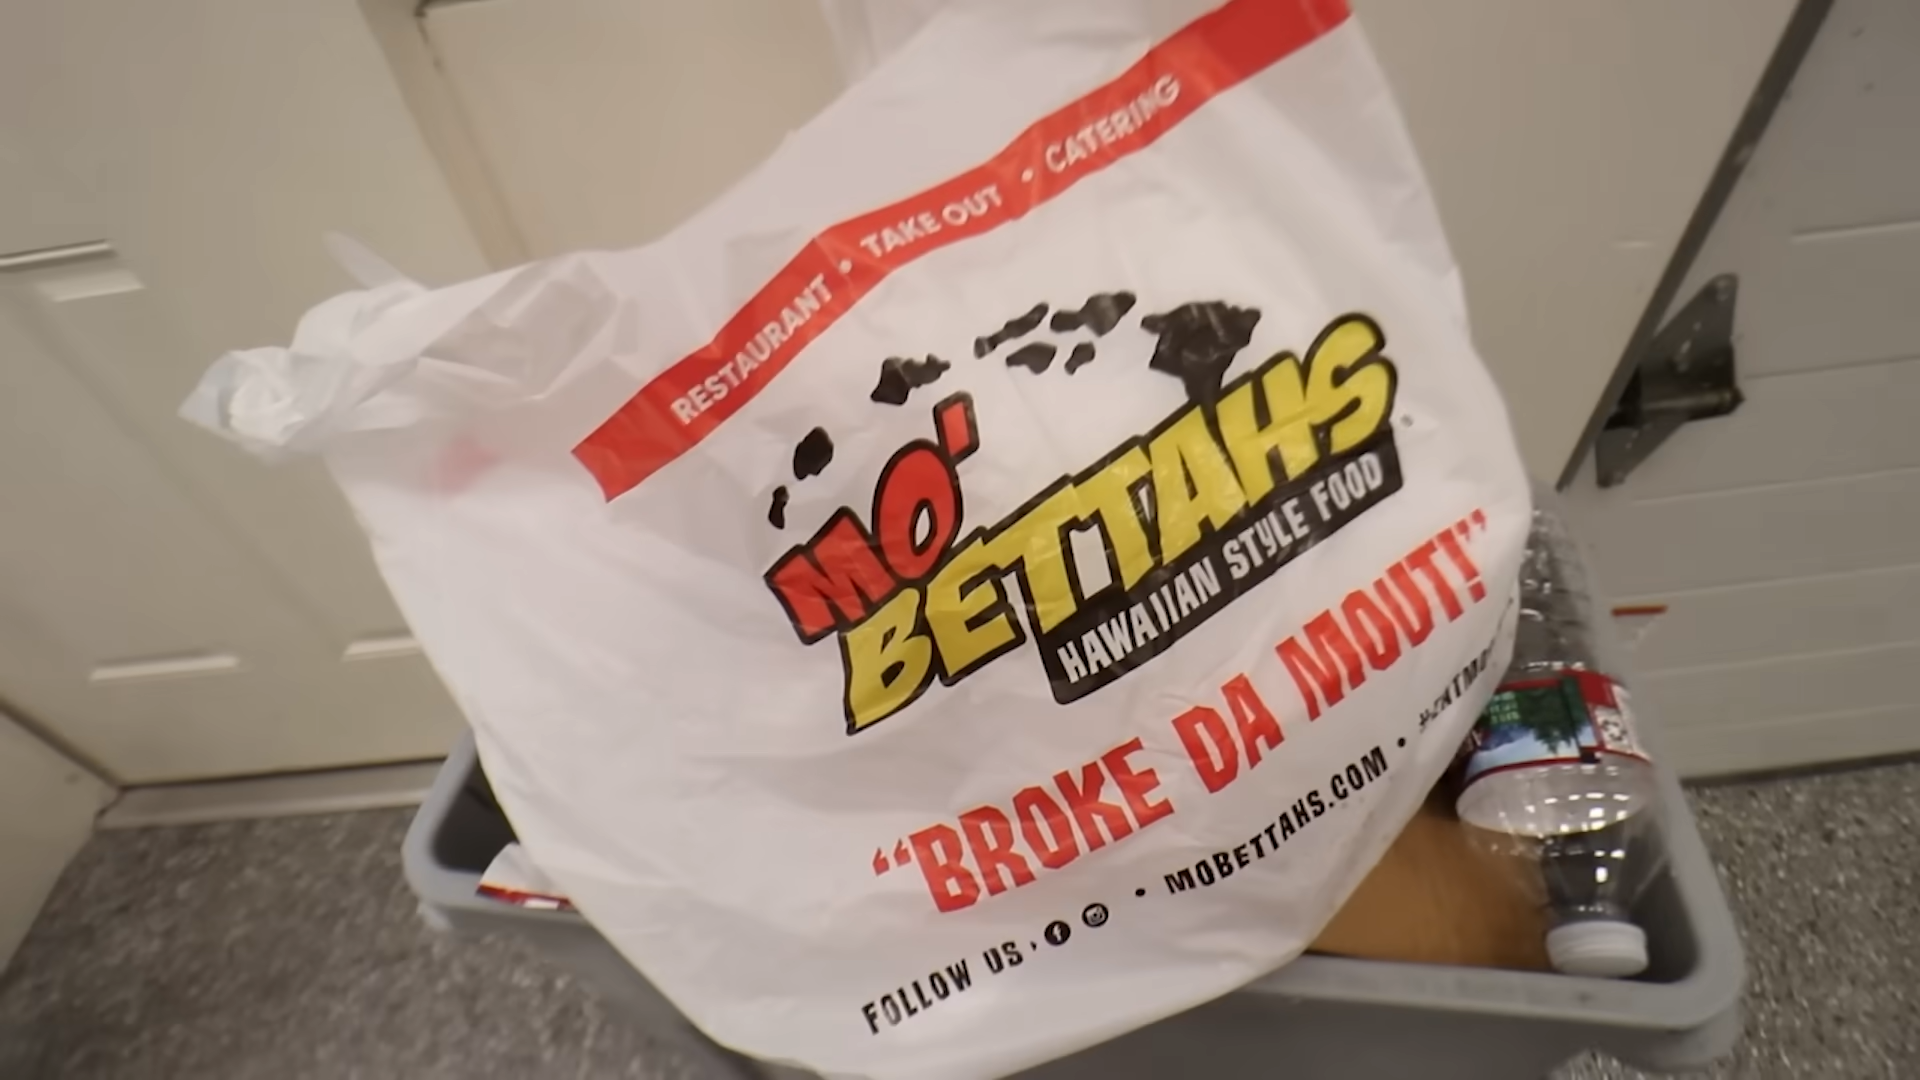 RESTAURANT • TAKE OUT • CATERING
MO'
BETTAHS
HAWAIIAN STYLE FOOD
“BROKE DA MOUT!”
FOLLOW US • MOBETTAHS.COM •